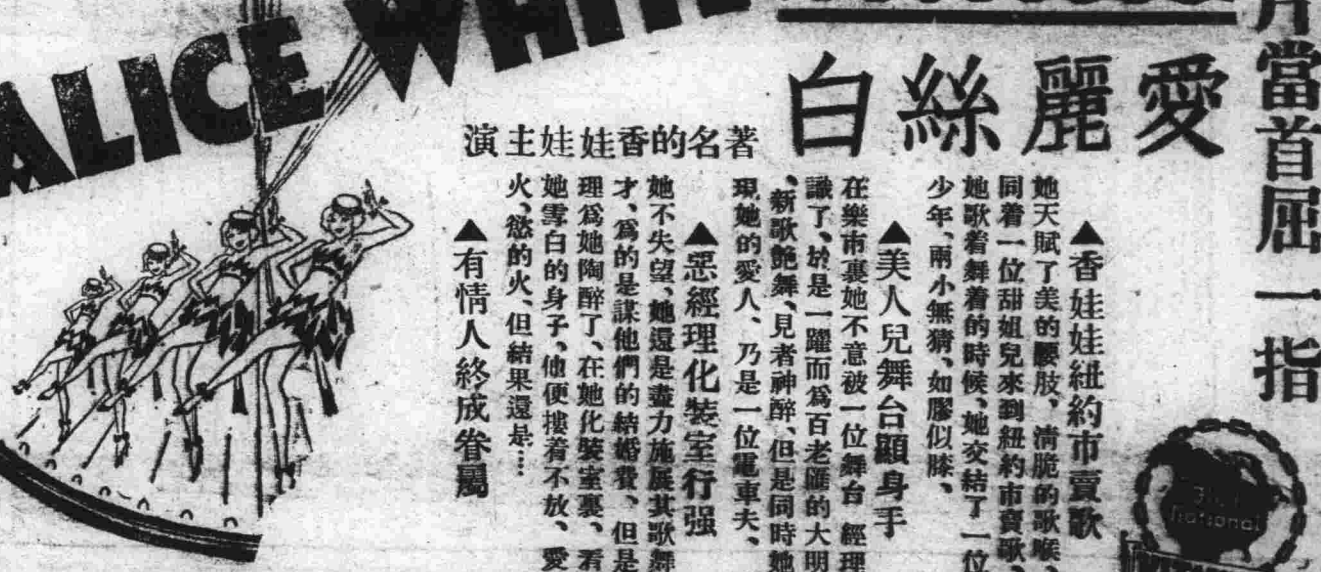 ALICE WHITE
片當首屈一指
愛麗絲白
著名的香娃娃主演
▲香娃娃紐約市賣歌
她天賦了美的腰肢、清脆的歌喉、
同着一位甜姐兒來到紐約市賣歌、
她歌着舞着的時候、她交結了一位
少年、兩小無猜、如膠似膝、
▲美人兒舞台顯身手
在樂市裏她不意被一位舞台經理
識了、於是一躍而爲百老匯的大明
、新歌艷舞、見者神醉、但是同時她
現她的愛人、乃是一位電車夫、
▲惡經理化裝室行强
她不失望、她還是盡力施展其歌舞
才、爲的是謀他們的結婚費、但是
理爲她陶醉了、在她化裝室裏、看
她雪白的身子、他便摟着不放、愛
火、慾的火、但結果還是....
▲有情人終成眷屬
First National